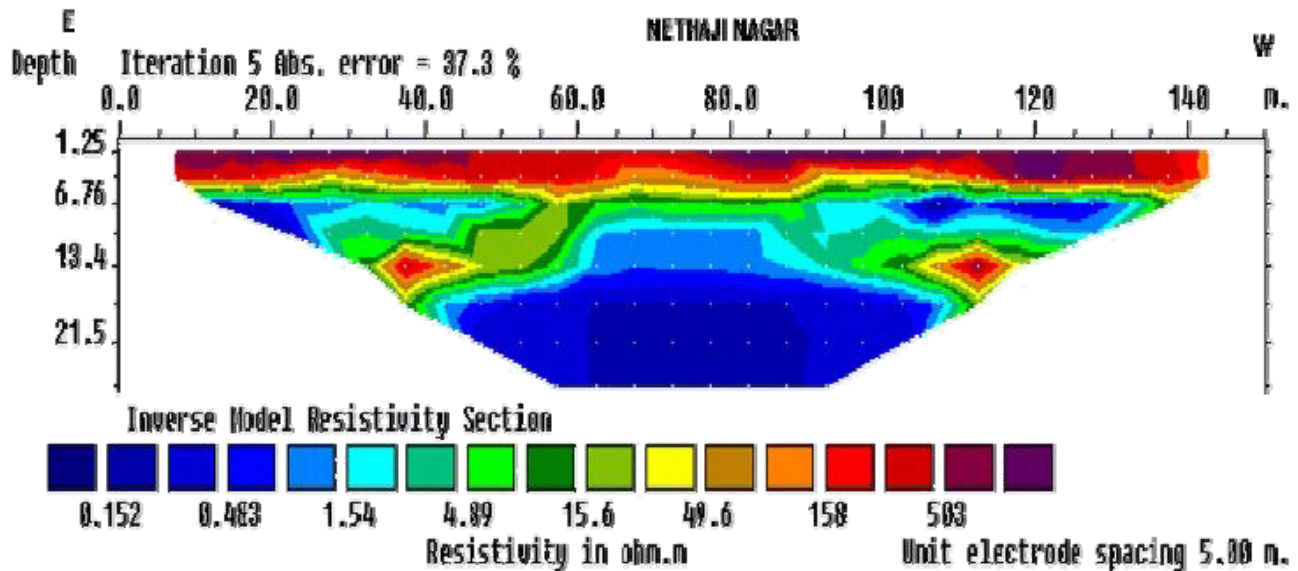 E
METHAJI NAGAR
W
Depth Iteration 5 Abs. error = 37.3 %
0.0 20.0 40.0 60.0 80.0 100 120 140 m.
1.25
6.76
13.4
21.5
Inverse Model Resistivity Section
0.152 0.483 1.54 4.89 15.6 49.6 158 503
Resistivity in ohm.m Unit electrode spacing 5.00 m.